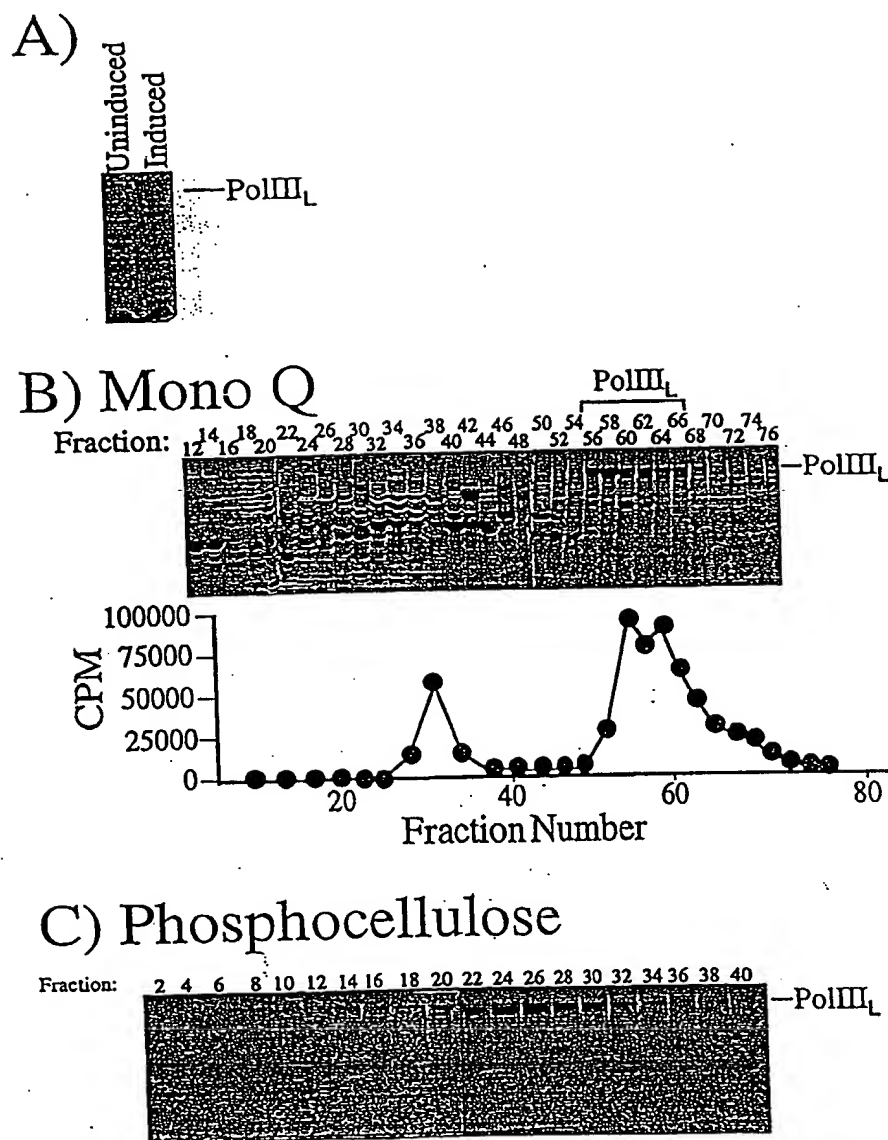 A)
Uninduced
Induced
PolIII_L
B) Mono Q
PolIII_L
Fraction: 12 14 16 18 20 22 24 26 28 30 32 34 36 38 40 42 44 46 48 50 52 54 56 58 60 62 64 66 68 70 72 74 76
PolIII_L
100000
75000
50000
25000
0
CPM
20 40 60 80
Fraction Number
C) Phosphocellulose
Fraction: 2 4 6 8 10 12 14 16 18 20 22 24 26 28 30 32 34 36 38 40
PolIII_L